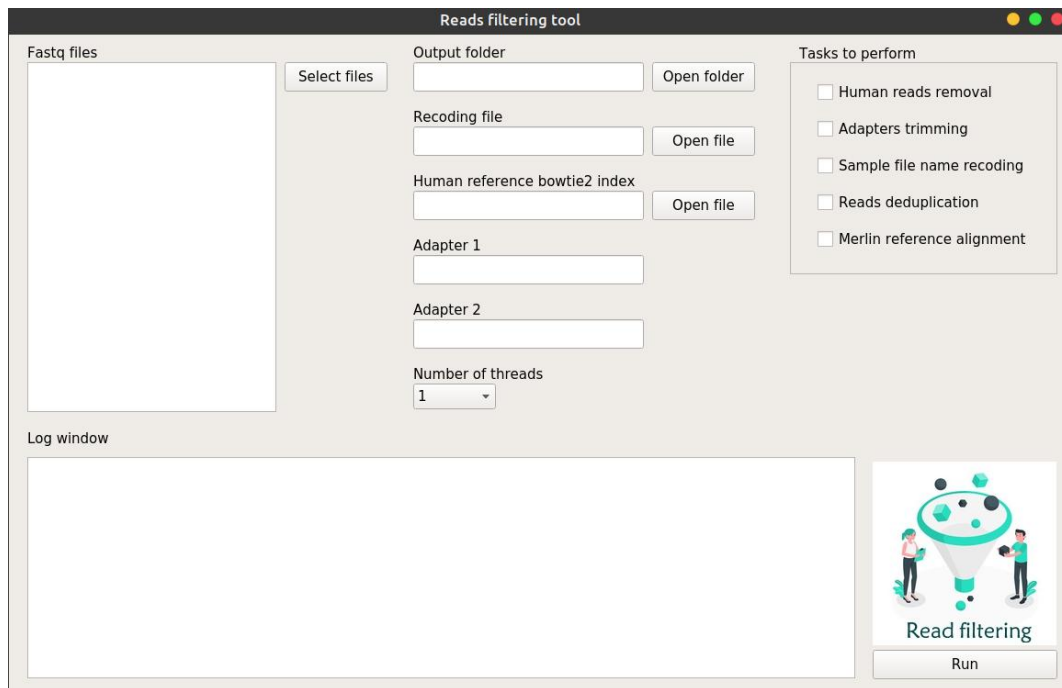 Reads filtering tool
Fastq files
Select files
Output folder
Open folder
Recoding file
Open file
Human reference bowtie2 index
Open file
Adapter 1
Adapter 2
Number of threads
1
Tasks to perform
Human reads removal
Adapters trimming
Sample file name recoding
Reads deduplication
Merlin reference alignment
Log window
Read filtering
Run